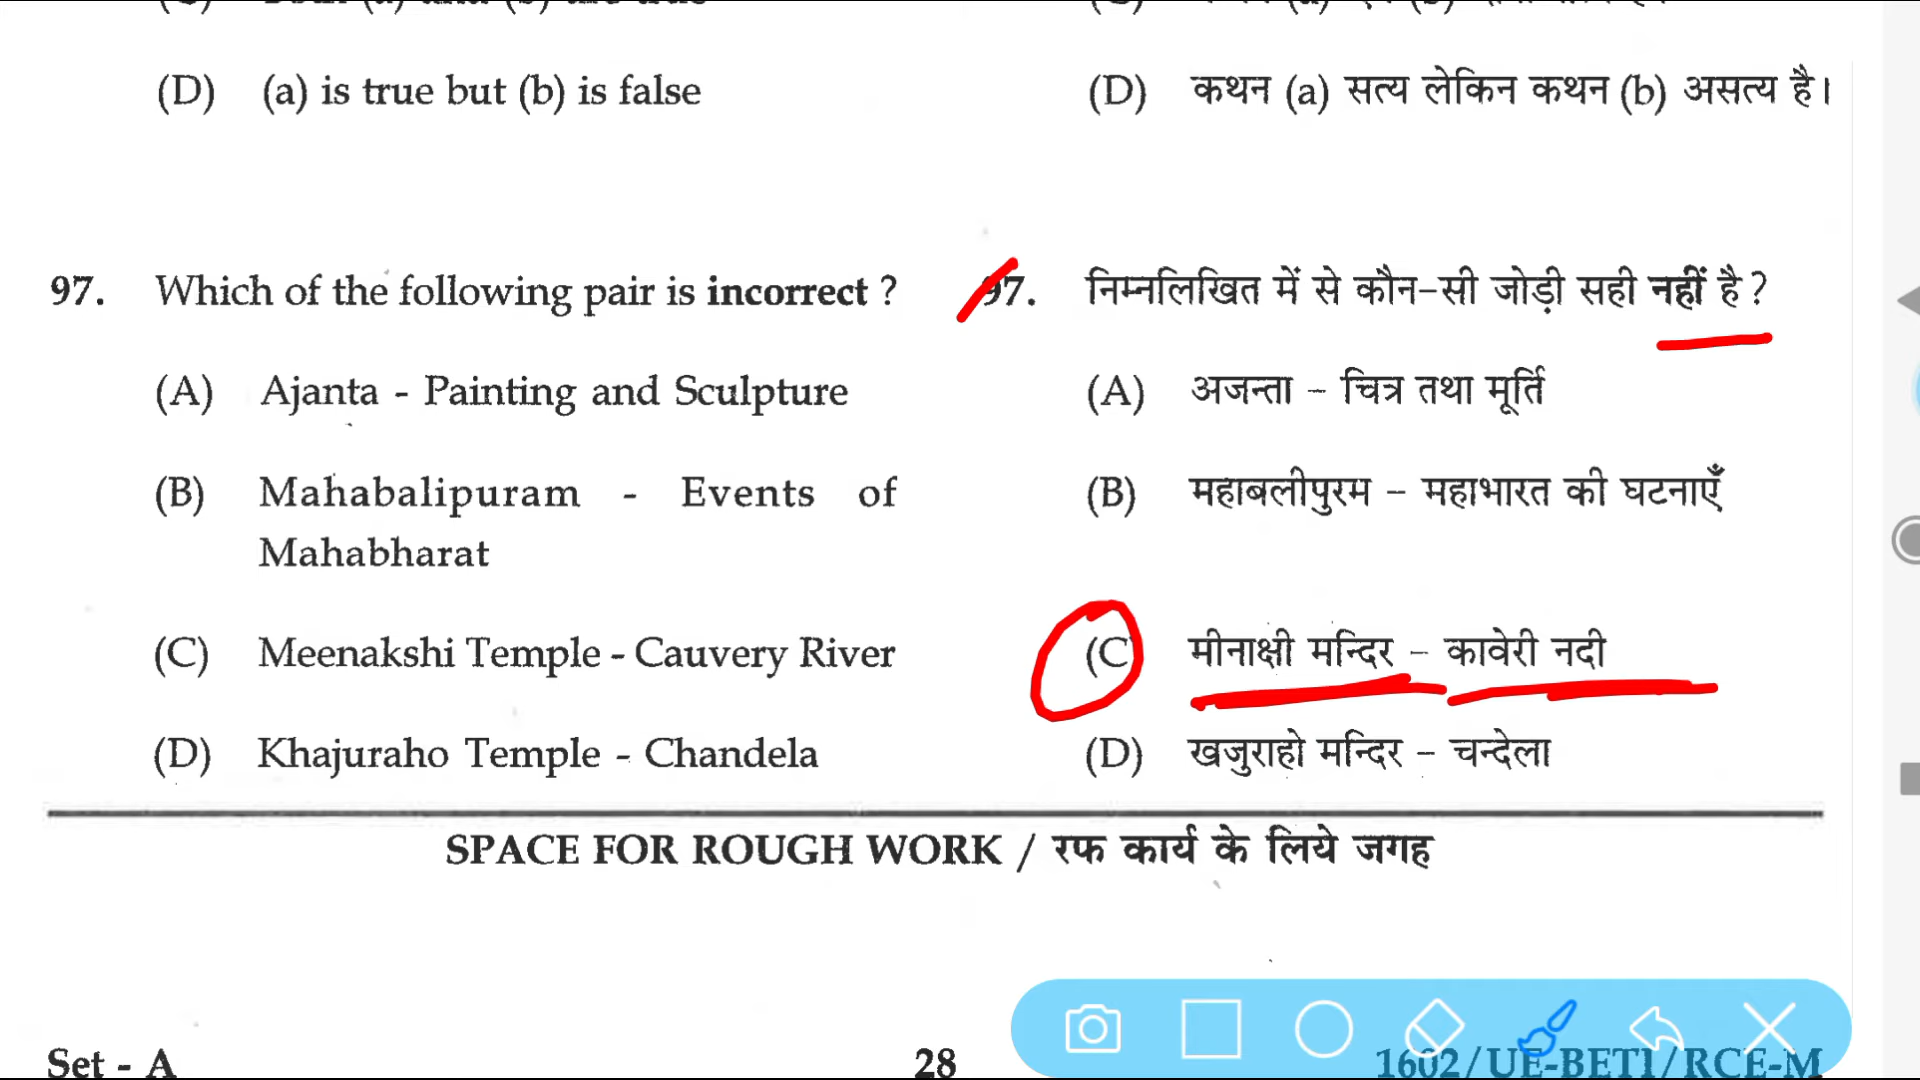 (D) (a) is true but (b) is false
(D) कथन (a) सत्य लेकिन कथन (b) असत्य है।
97. Which of the following pair is incorrect ?
(A) Ajanta - Painting and Sculpture
(B) Mahabalipuram - Events of
Mahabharat
(C) Meenakshi Temple - Cauvery River
(D) Khajuraho Temple - Chandela
97. निम्नलिखित में से कौन-सी जोड़ी सही नहीं है ?
(A) अजन्ता - चित्र तथा मूर्ति
(B) महाबलीपुरम - महाभारत की घटनाएँ
(C) मीनाक्षी मन्दिर - कावेरी नदी
(D) खजुराहो मन्दिर - चन्देला
SPACE FOR ROUGH WORK / रफ कार्य के लिये जगह
Set - A
28
1602/UE-BETI/RCE-M